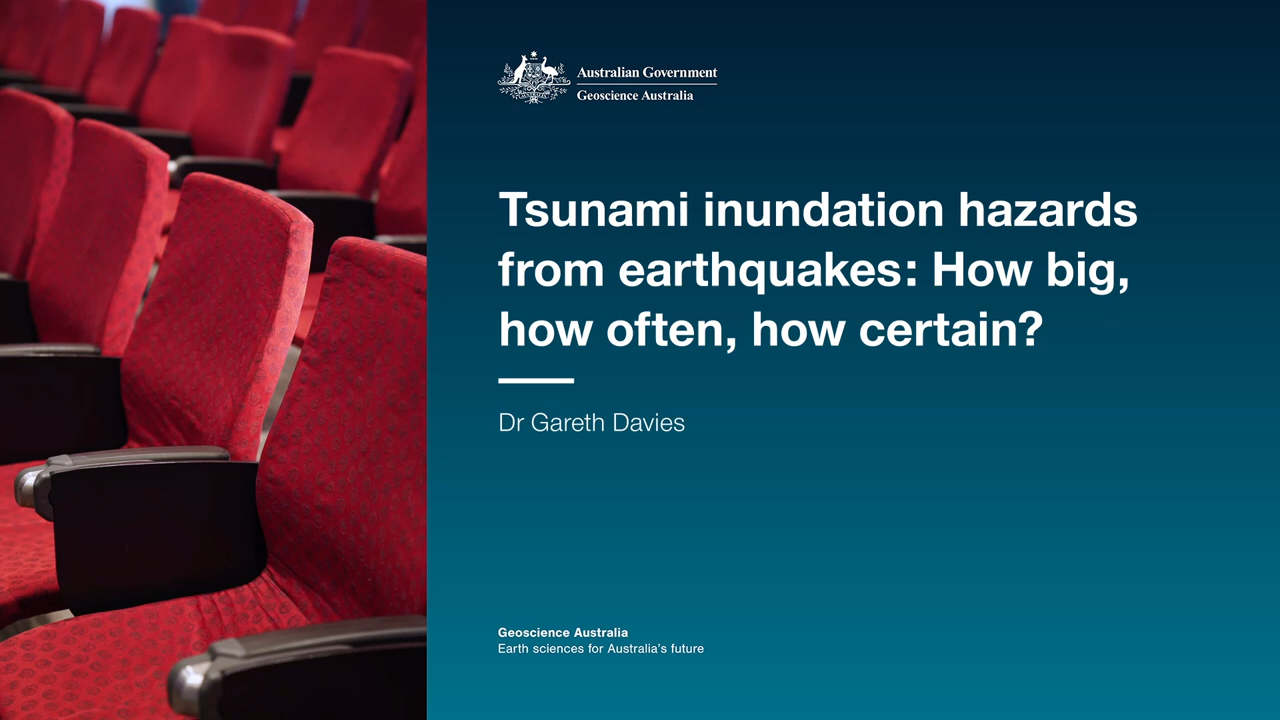 Australian Government
Geoscience Australia
Tsunami inundation hazards
from earthquakes: How big,
how often, how certain?
Dr Gareth Davies
Geoscience Australia
Earth sciences for Australia's future